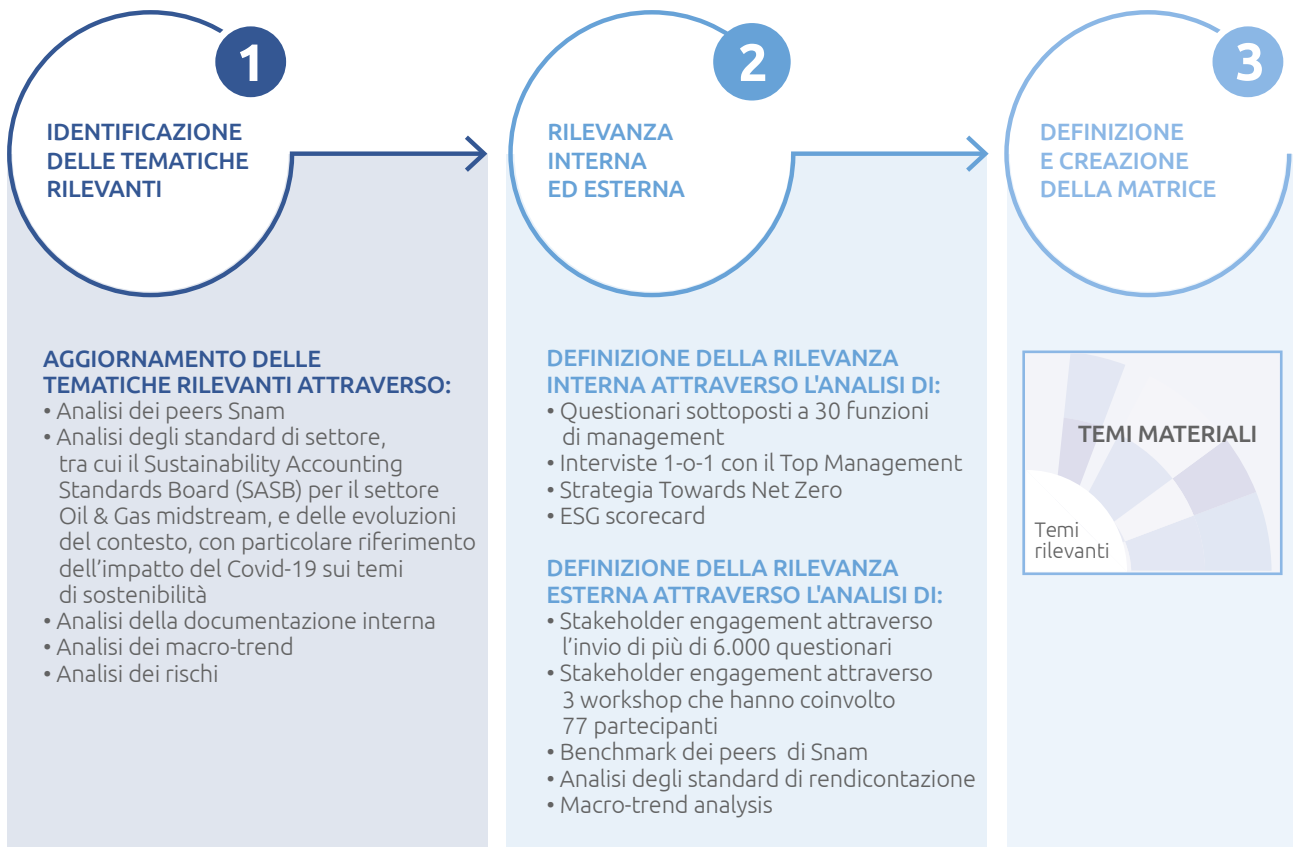 1
IDENTIFICAZIONE
DELLE TEMATICHE
RILEVANTI
AGGIORNAMENTO DELLE
TEMATICHE RILEVANTI ATTRAVERSO:
• Analisi dei peers Snam
• Analisi degli standard di settore,
tra cui il Sustainability Accounting
Standards Board (SASB) per il settore
Oil & Gas midstream, e delle evoluzioni
del contesto, con particolare riferimento
dell'impatto del Covid-19 sui temi
di sostenibilità
• Analisi della documentazione interna
• Analisi dei macro-trend
• Analisi dei rischi
2
RILEVANZA
INTERNA
ED ESTERNA
DEFINIZIONE DELLA RILEVANZA
INTERNA ATTRAVERSO L'ANALISI DI:
• Questionari sottoposti a 30 funzioni
di management
• Interviste 1-o-1 con il Top Management
• Strategia Towards Net Zero
• ESG scorecard
DEFINIZIONE DELLA RILEVANZA
ESTERNA ATTRAVERSO L'ANALISI DI:
• Stakeholder engagement attraverso
l'invio di più di 6.000 questionari
• Stakeholder engagement attraverso
3 workshop che hanno coinvolto
77 partecipanti
• Benchmark dei peers di Snam
• Analisi degli standard di rendicontazione
• Macro-trend analysis
3
DEFINIZIONE
E CREAZIONE
DELLA MATRICE
TEMI MATERIALI
Temi
rilevanti